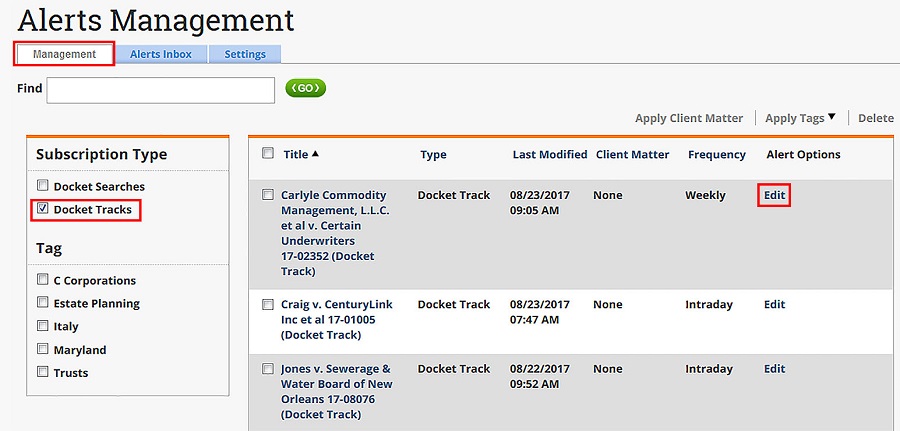 Alerts Management
Management Alerts Inbox Settings
Find GO
Apply Client Matter Apply Tags ▼ Delete
Subscription Type
Docket Searches
Docket Tracks
Tag
C Corporations
Estate Planning
Italy
Maryland
Trusts
Title ▲ Type Last Modified Client Matter Frequency Alert Options
Carlyle Commodity Docket Track 08/23/2017 None Weekly Edit
Management, L.L.C. 09:05 AM
et al v. Certain
Underwriters
17-02352 (Docket
Track)
Craig v. CenturyLink Docket Track 08/23/2017 None Intraday Edit
Inc et al 17-01005 07:47 AM
(Docket Track)
Jones v. Sewerage & Docket Track 08/22/2017 None Intraday Edit
Water Board of New 09:52 AM
Orleans 17-08076
(Docket Track)